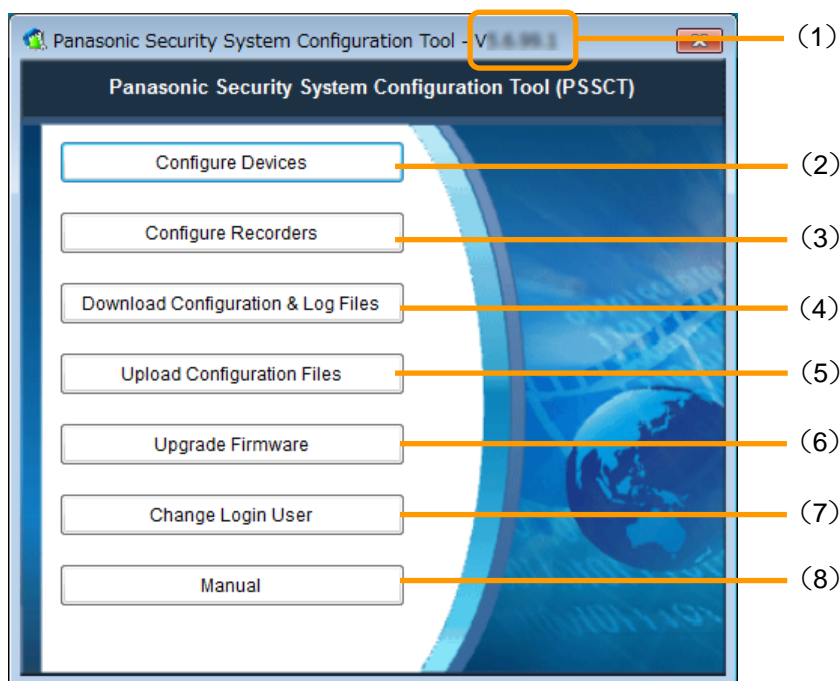 Panasonic Security System Configuration Tool - V
(1)
Panasonic Security System Configuration Tool (PSSCT)
Configure Devices
(2)
Configure Recorders
(3)
Download Configuration & Log Files
(4)
Upload Configuration Files
(5)
Upgrade Firmware
(6)
Change Login User
(7)
Manual
(8)